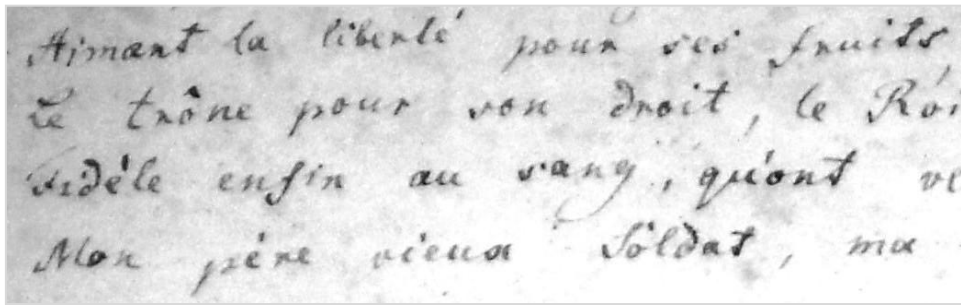 Aimant la liberté pour ses fruits,
Le trône pour son droit, le Roi
Fidèle enfin au sang, qu'ont
Mon père vieux Soldat, ma